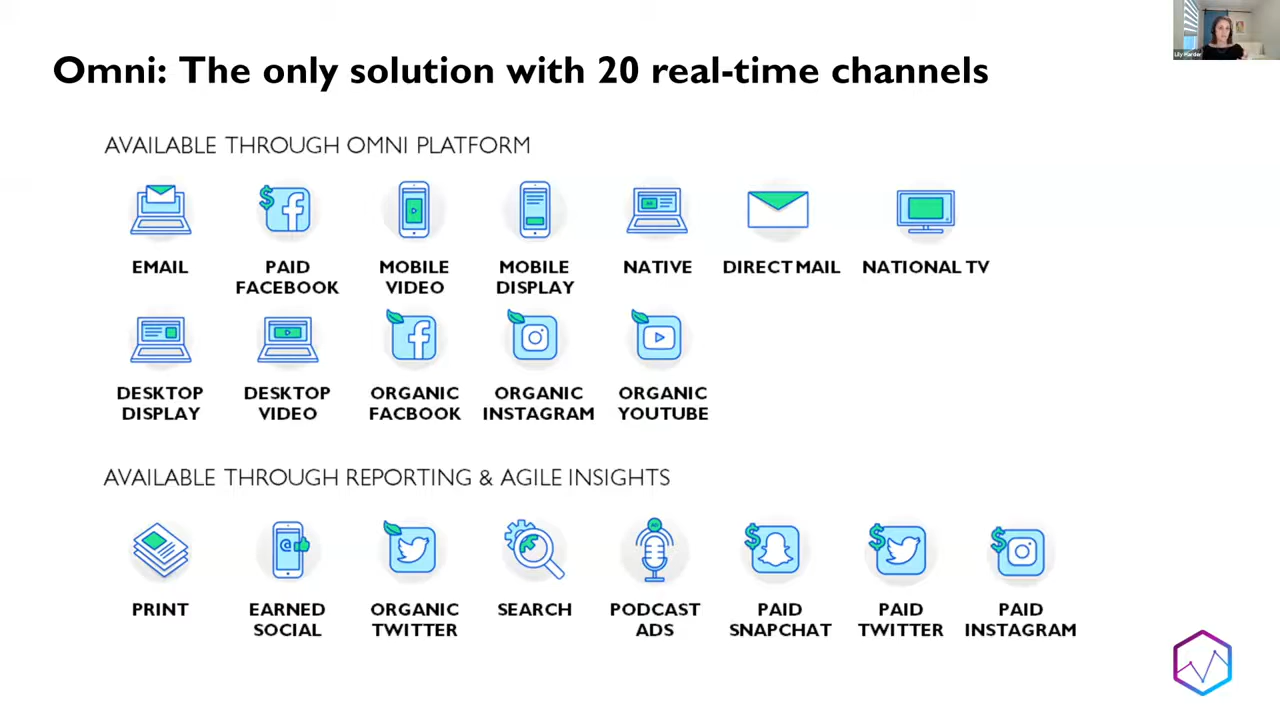 Omni: The only solution with 20 real-time channels
AVAILABLE THROUGH OMNI PLATFORM
EMAIL
PAID
FACEBOOK
MOBILE
VIDEO
MOBILE
DISPLAY
NATIVE
DIRECT MAIL
NATIONAL TV
DESKTOP
DISPLAY
DESKTOP
VIDEO
ORGANIC
FACBOOK
ORGANIC
INSTAGRAM
ORGANIC
YOUTUBE
AVAILABLE THROUGH REPORTING & AGILE INSIGHTS
PRINT
EARNED
SOCIAL
ORGANIC
TWITTER
SEARCH
PODCAST
ADS
PAID
SNAPCHAT
PAID
TWITTER
PAID
INSTAGRAM